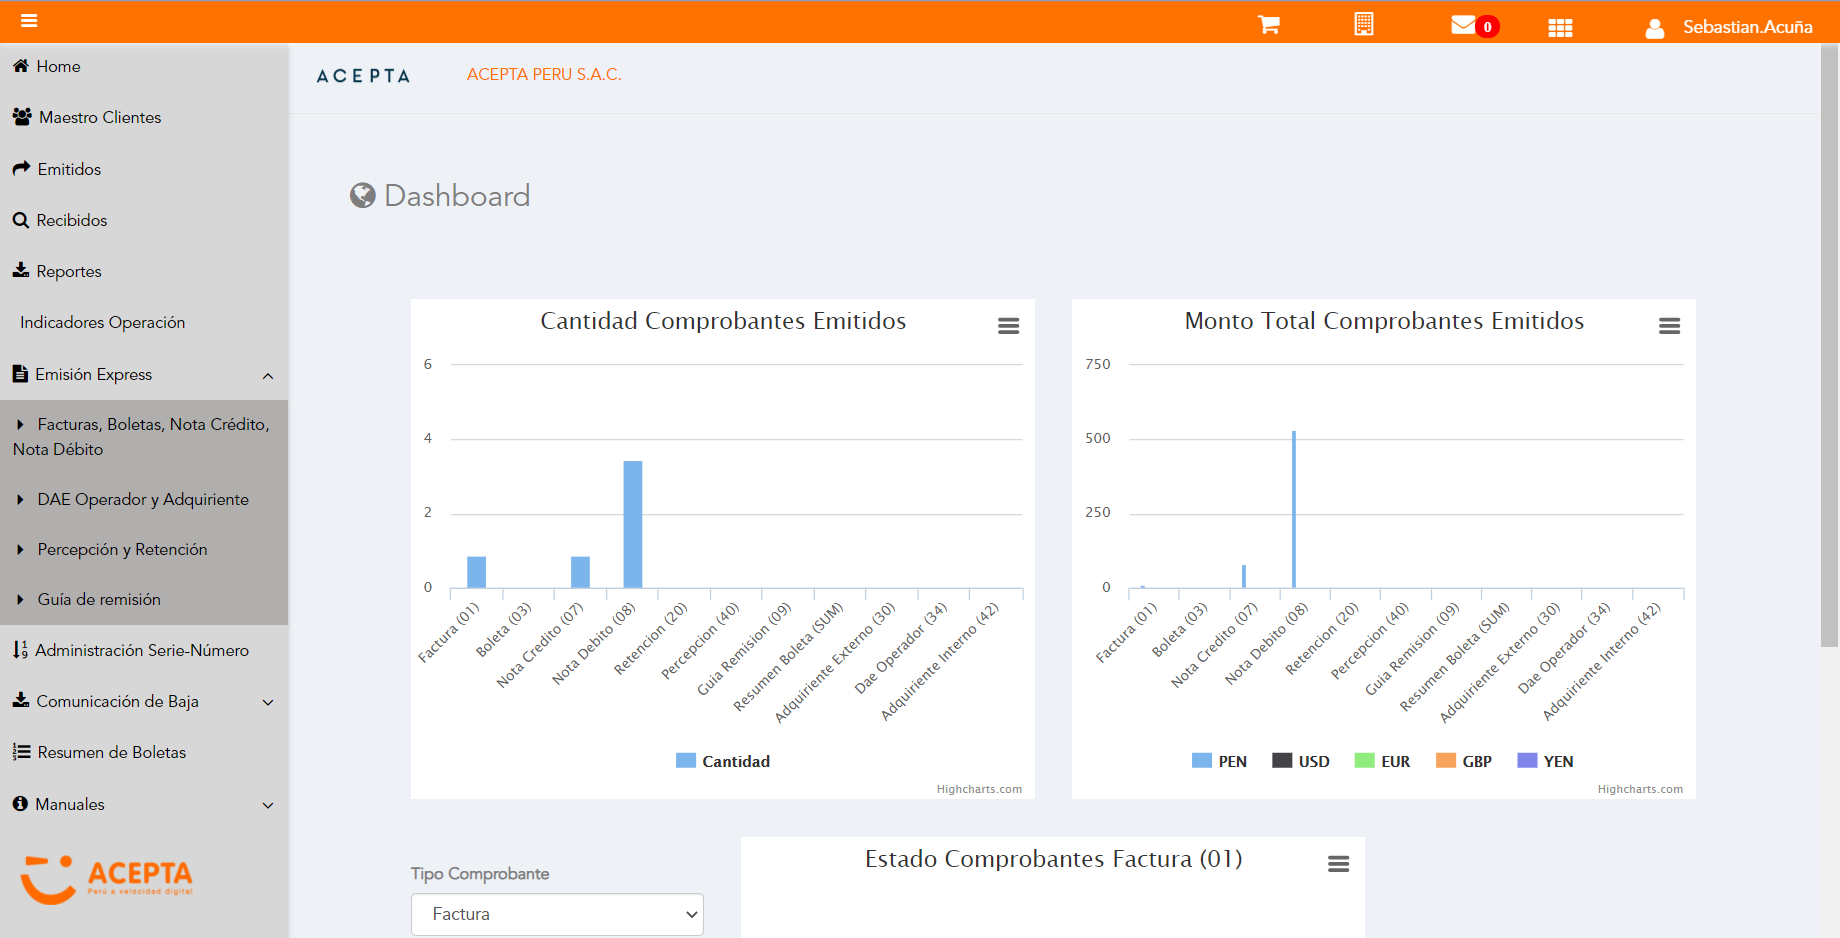 0
Sebastian.Acuña
Home
Maestro Clientes
Emitidos
Recibidos
Reportes
Indicadores Operación
Emisión Express
Facturas, Boletas, Nota Crédito,
Nota Débito
DAE Operador y Adquiriente
Percepción y Retención
Guía de remisión
Administración Serie-Número
Comunicación de Baja
Resumen de Boletas
Manuales
ACEPTA
Perú a velocidad digital
ACEPTA
ACEPTA PERU S.A.C.
Dashboard
Cantidad Comprobantes Emitidos
6
4
2
0
Factura (01)
Boleta (03)
Nota Credito (07)
Nota Debito (08)
Retencion (20)
Percepcion (40)
Guia Remision (09)
Resumen Boleta (SUM)
Adquiriente Externo (30)
Dae Operador (34)
Adquiriente Interno (42)
Cantidad
Highcharts.com
Monto Total Comprobantes Emitidos
750
500
250
0
Factura (01)
Boleta (03)
Nota Credito (07)
Nota Debito (08)
Retencion (20)
Percepcion (40)
Guia Remision (09)
Resumen Boleta (SUM)
Adquiriente Externo (30)
Dae Operador (34)
Adquiriente Interno (42)
PEN USD EUR GBP YEN
Highcharts.com
Tipo Comprobante
Factura
Estado Comprobantes Factura (01)